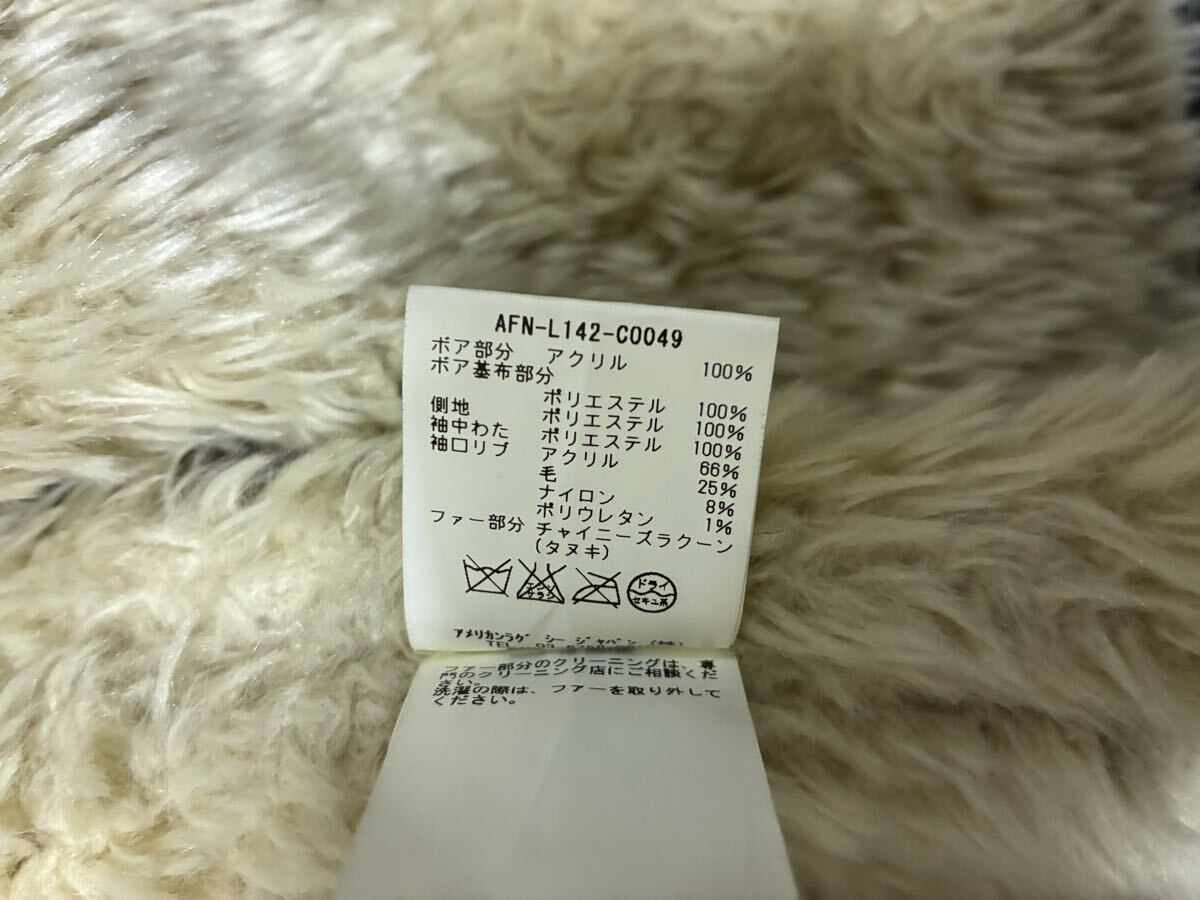 AFN-L142-C0049
ボア部分 アクリル 100%
ボア基布部分
ポリエステル 100%
側地 ポリエステル 100%
袖中わた ポリエステル 100%
袖口リブ アクリル 66%
毛 25%
ナイロン 8%
ポリウレタン 1%
ファー部分 チャイニーズラクーン
(タヌキ)
エンソ サラシ ドライ セキユ系
アメリカンラグ シー ジャパン (株)
TEL 03
ファー部分のクリーニングは、専
門のクリーニング店にご相談くだ
さい。
洗濯の際は、ファーを取り外して
ください。